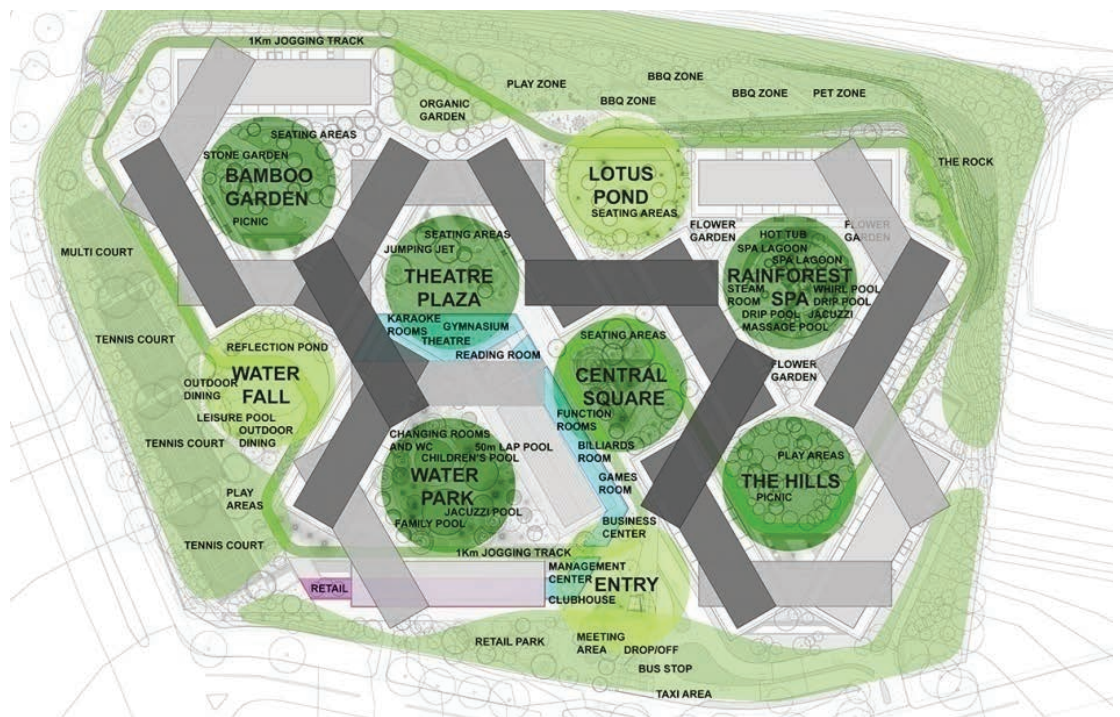 1Km JOGGING TRACK
PLAY ZONE
BBQ ZONE
BBQ ZONE
BBQ ZONE
PET ZONE
ORGANIC
GARDEN
THE ROCK
SEATING AREAS
STONE GARDEN
BAMBOO
GARDEN
PICNIC
LOTUS
POND
SEATING AREAS
FLOWER
GARDEN
FLOWER
GARDEN
HOT TUB
SPA LAGOON
SPA LAGOON
RAINFOREST
SPA
STEAM
ROOM
WHIRL POOL
DRIP POOL
DRIP POOL
JACUZZI
MASSAGE POOL
MULTI COURT
SEATING AREAS
JUMPING JET
THEATRE
PLAZA
KARAOKE
ROOMS
GYMNASIUM
THEATRE
READING ROOM
TENNIS COURT
REFLECTION POND
WATER
FALL
OUTDOOR
DINING
LEISURE POOL
OUTDOOR
DINING
TENNIS COURT
SEATING AREAS
CENTRAL
SQUARE
FUNCTION
ROOMS
BILLIARDS
ROOM
GAMES
ROOM
BUSINESS
CENTER
FLOWER
GARDEN
PLAY AREAS
THE HILLS
PICNIC
CHANGING ROOMS
AND WC
50m LAP POOL
CHILDREN'S POOL
WATER
PARK
JACUZZI POOL
FAMILY POOL
PLAY
AREAS
TENNIS COURT
1Km JOGGING TRACK
RETAIL
MANAGEMENT
CENTER
ENTRY
CLUBHOUSE
RETAIL PARK
MEETING
AREA
DROP/OFF
BUS STOP
TAXI AREA